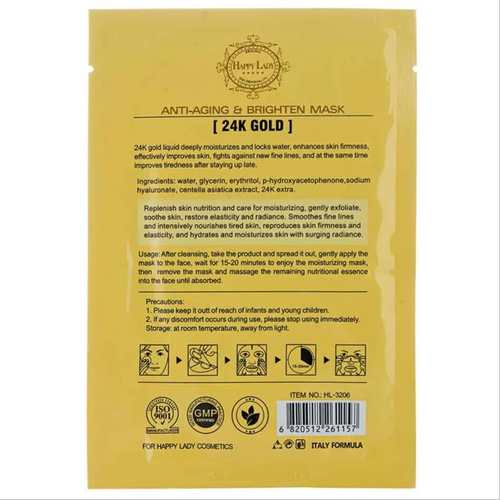 HAPPY LADY
ANTI-AGING & BRIGHTEN MASK
[ 24K GOLD ]
24K gold liquid deeply moisturizes and locks water, enhances skin firmness,
effectively improves skin, fights against new fine lines, and at the same time
improves tiredness after staying up late.
Ingredients: water, glycerin, erythritol, p-hydroxyacetophenone,sodium
hyaluronate, centella asiatica extract, 24K extra.
Replenish skin nutrition and care for moisturizing, gently exfoliate,
soothe skin, restore elasticity and radiance. Smoothes fine lines
and intensively nourishes tired skin, reproduces skin firmness and
elasticity, and hydrates and moisturizes skin with surging radiance.
Usage: After cleansing, take the product and spread it out, gently apply the
mask to the face, wait for 15-20 minutes to enjoy the moisturizing mask,
then remove the mask and massage the remaining nutritional essence
into the face until absorbed.
Precautions:
1. Please keep it outt of reach of infants and young children.
2. If any discomfort occurs during use, please stop using immediately.
Storage: at room temperature, away from light.
15-20min
ITEM NO.: HL-3206
ISO
9001
MANUFACTURER
GMP
CERTIFIED
6 820512 261157
FOR HAPPY LADY COSMETICS
ITALY FORMULA